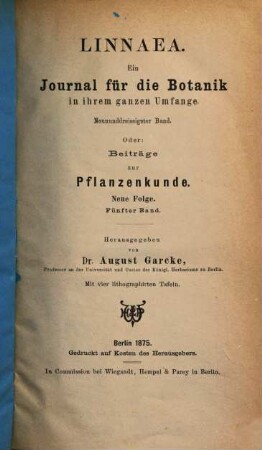 LINNAEA.
Ein
Journal für die Botanik
in ihrem ganzen Umfange.
Neununddreissigster Band.
Oder:
Beiträge
zur
Pflanzenkunde.
Neue Folge.
Fünfter Band.
Herausgegeben
von
Dr. August Garcke,
Professor an der Universität und Custos des Königl. Herbariums zu Berlin.
Mit vier lithographirten Tafeln.
Berlin 1875.
Gedruckt auf Kosten des Herausgebers.
In Commission bei Wiegandt, Hempel & Parey in Berlin.